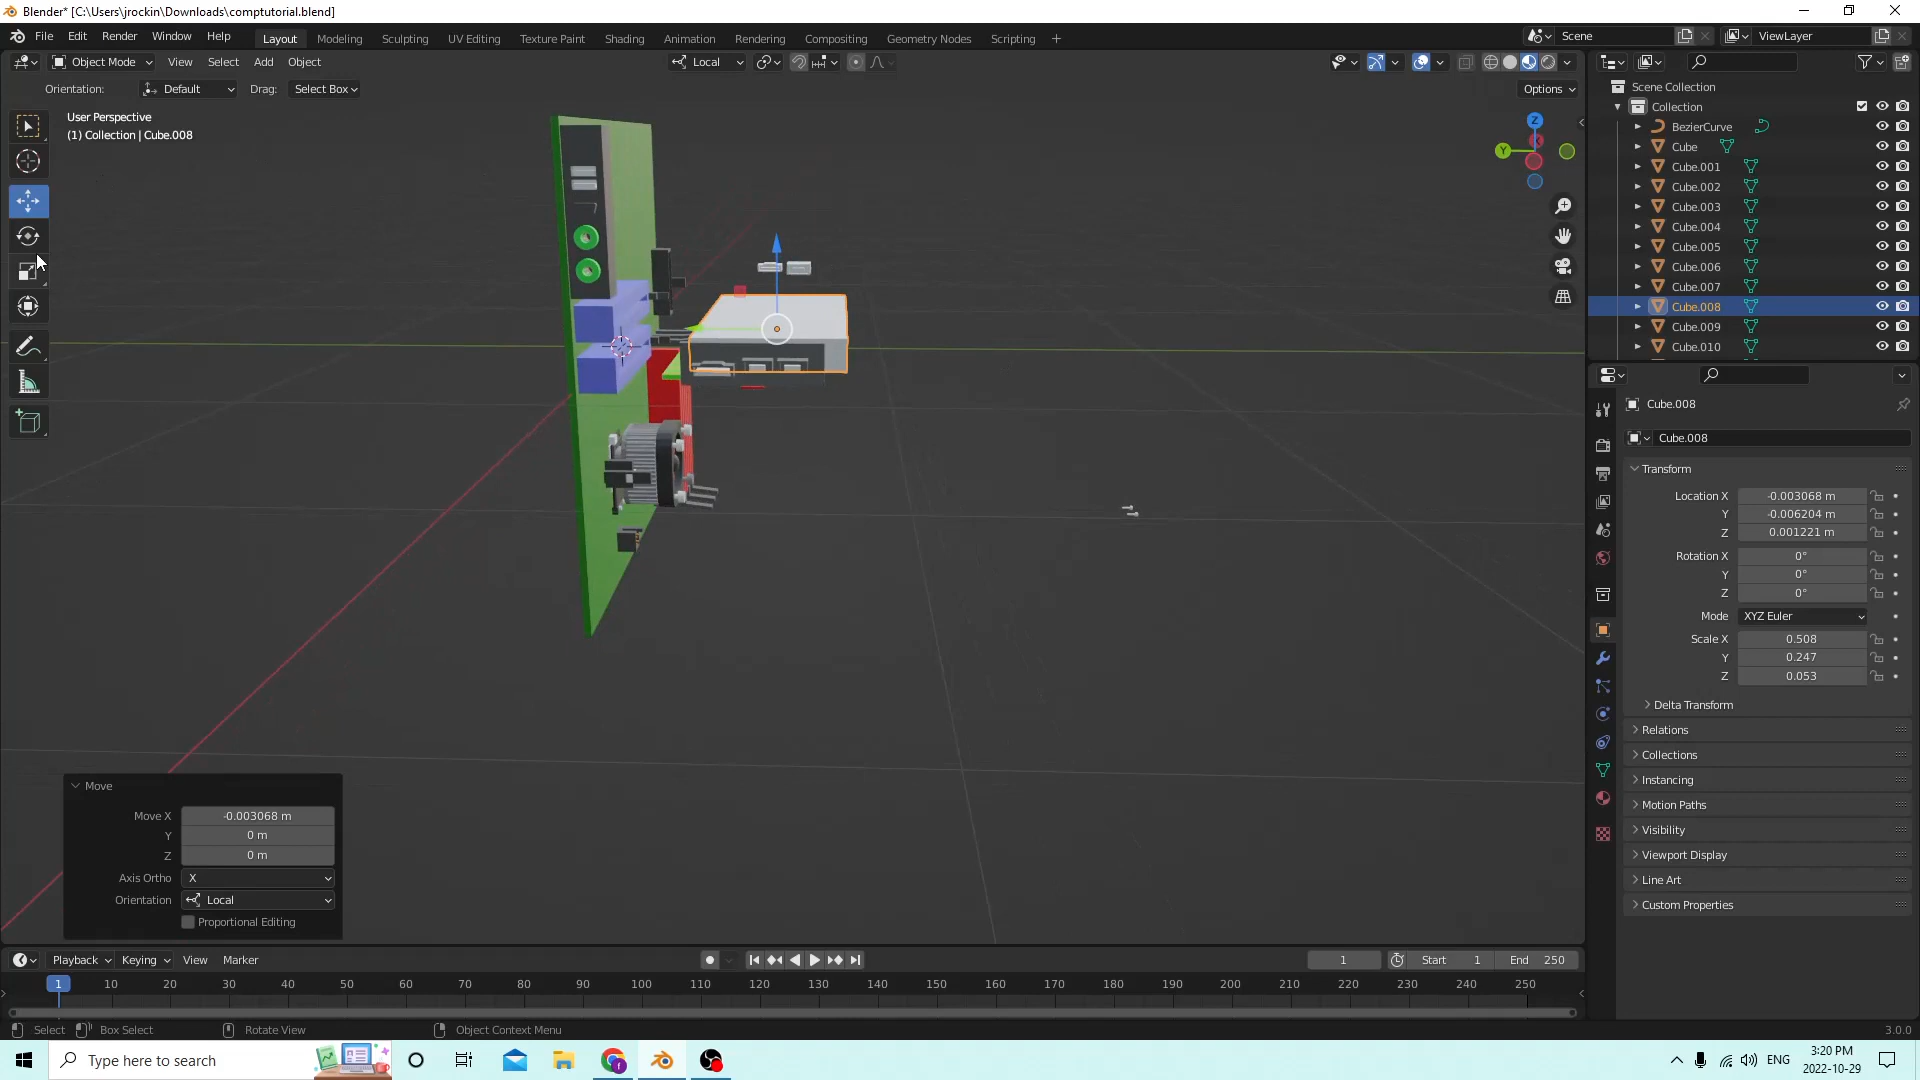 Blender* [C:\Users\jrockin\Downloads\comptutorial.blend]
File Edit Render Window Help Layout Modeling Sculpting UV Editing Texture Paint Shading Animation Rendering Compositing Geometry Nodes Scripting + Scene ViewLayer
Object Mode View Select Add Object Local
Orientation: Default Drag: Select Box Options
User Perspective
(1) Collection | Cube.008
Z
Y
X
Scene Collection
Collection
BezierCurve
Cube
Cube.001
Cube.002
Cube.003
Cube.004
Cube.005
Cube.006
Cube.007
Cube.008
Cube.009
Cube.010
Cube.008
Cube.008
Transform
Location X -0.003068 m
Y -0.006204 m
Z 0.001221 m
Rotation X 0°
Y 0°
Z 0°
Mode XYZ Euler
Scale X 0.508
Y 0.247
Z 0.053
Delta Transform
Relations
Collections
Instancing
Motion Paths
Visibility
Viewport Display
Line Art
Custom Properties
Move
Move X -0.003068 m
Y 0 m
Z 0 m
Axis Ortho X
Orientation Local
Proportional Editing
Playback Keying View Marker 1 Start 1 End 250
1 10 20 30 40 50 60 70 80 90 100 110 120 130 140 150 160 170 180 190 200 210 220 230 240 250
Select Box Select Rotate View Object Context Menu 3.0.0
Type here to search
ENG
3:20 PM
2022-10-29